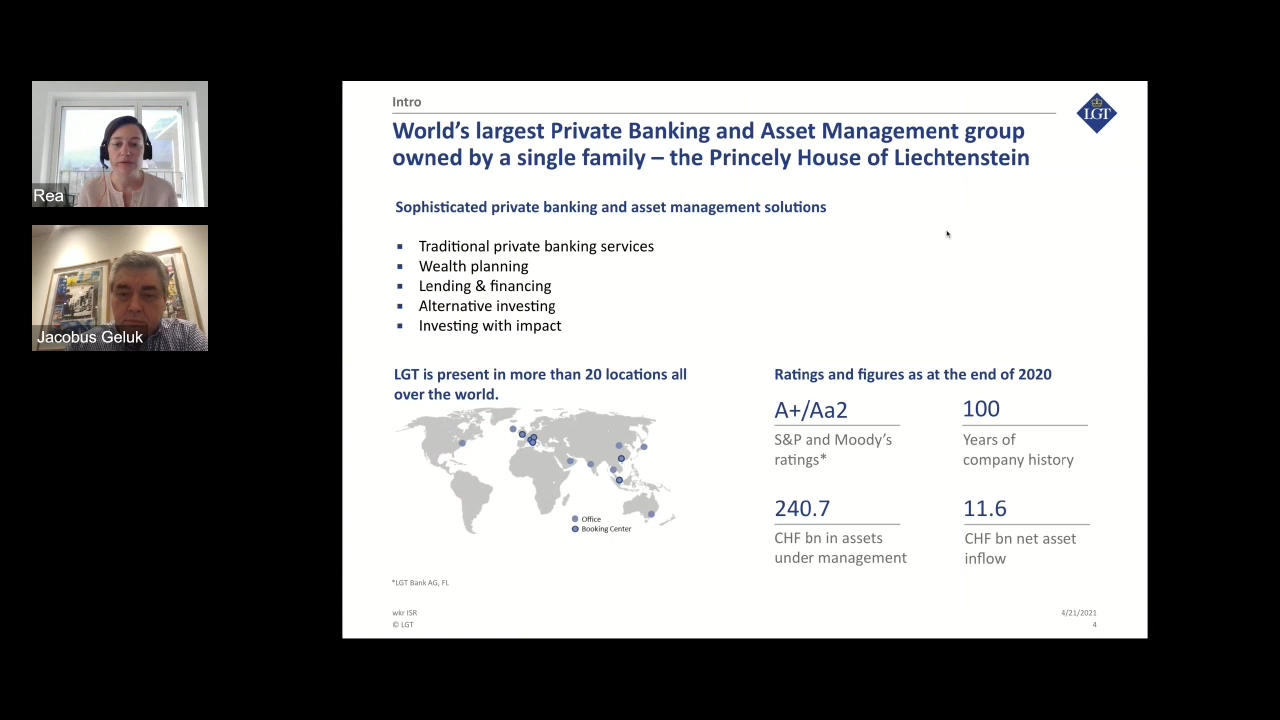 Rea
Jacobus Geluk
Intro
LGT
World's largest Private Banking and Asset Management group
owned by a single family – the Princely House of Liechtenstein
Sophisticated private banking and asset management solutions
▪ Traditional private banking services
▪ Wealth planning
▪ Lending & financing
▪ Alternative investing
▪ Investing with impact
LGT is present in more than 20 locations all
over the world.
Office
Booking Center
Ratings and figures as at the end of 2020
A+/Aa2
S&P and Moody's
ratings*
100
Years of
company history
240.7
CHF bn in assets
under management
11.6
CHF bn net asset
inflow
*LGT Bank AG, FL
wkr ISR
© LGT
4/21/2021
4